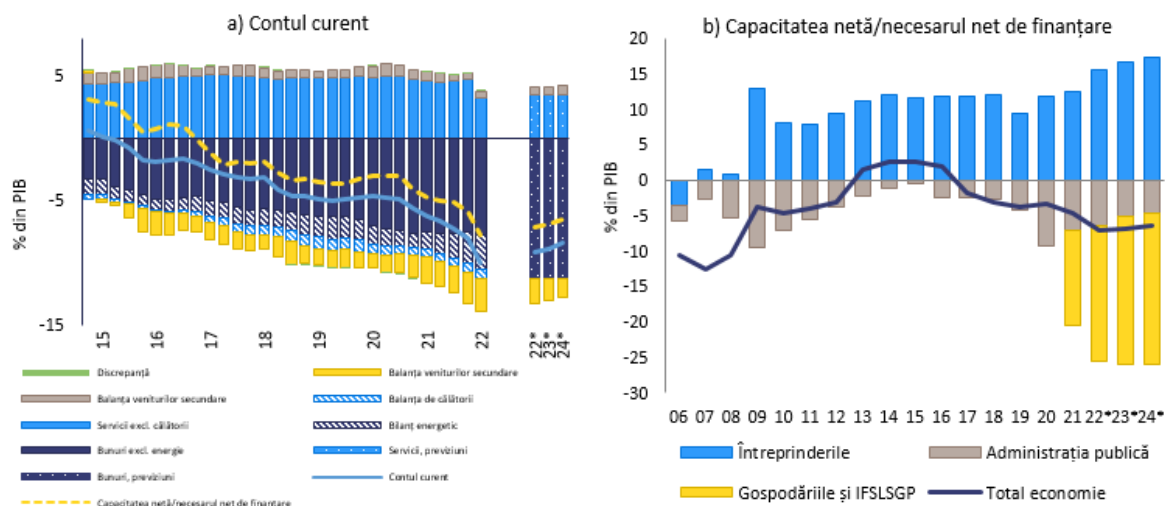 a) Contul curent
% din PIB
5
-5
-15
15
16
17
18
19
20
21
22
22*
23*
24*
Discrepanță
Balanța veniturilor secundare
Balanța veniturilor secundare
Balanța de călătorii
Servicii excl. călătorii
Bilanț energetic
Bunuri excl. energie
Servicii, previziuni
Bunuri, previziuni
Contul curent
Capacitatea netă/necesarul net de finanțare
b) Capacitatea netă/necesarul net de finanțare
% din PIB
20
15
10
5
0
-5
-10
-15
-20
-25
-30
06 07 08 09 10 11 12 13 14 15 16 17 18 19 20 21 22*23*24*
Întreprinderile
Administrația publică
Gospodăriile și IFSLSGP
Total economie